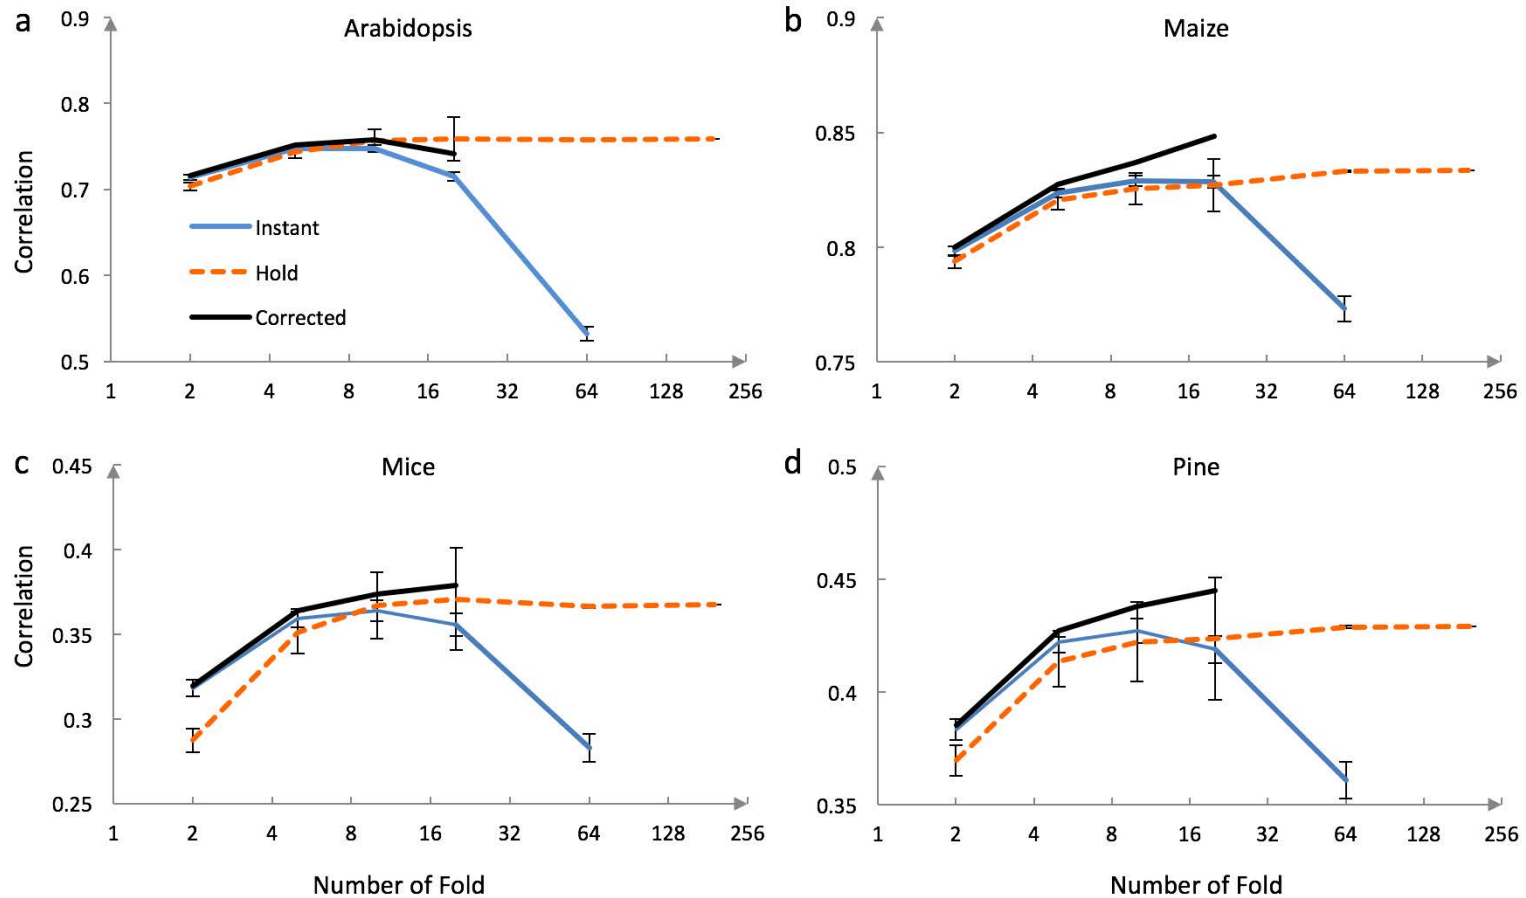 a
Arabidopsis
0.9
0.8
0.7
0.6
0.5
Correlation
Instant
Hold
Corrected
1 2 4 8 16 32 64 128 256
b
Maize
0.9
0.85
0.8
0.75
1 2 4 8 16 32 64 128 256
c
Mice
0.45
0.4
0.35
0.3
0.25
Correlation
1 2 4 8 16 32 64 128 256
Number of Fold
d
Pine
0.5
0.45
0.4
0.35
1 2 4 8 16 32 64 128 256
Number of Fold